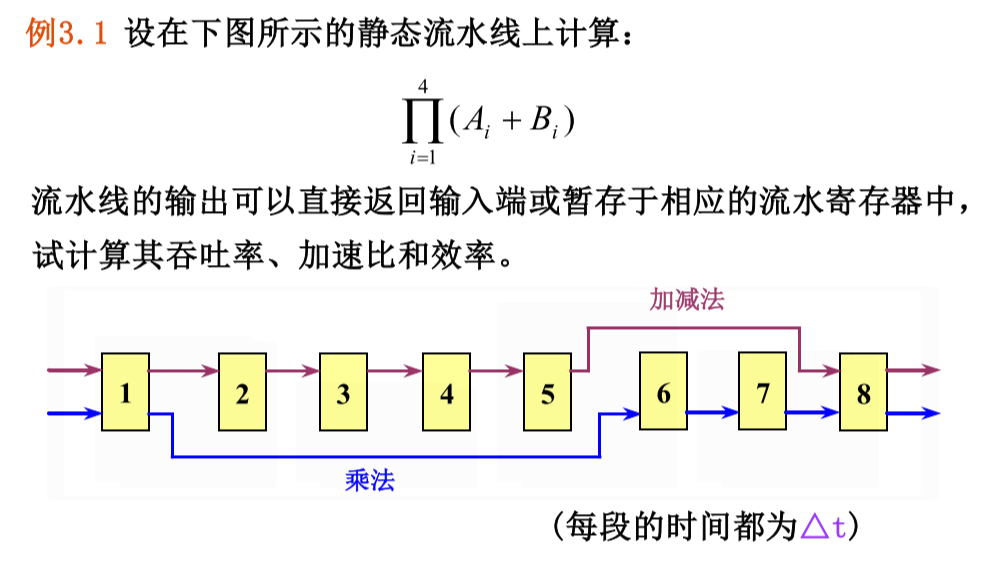 例3.1 设在下图所示的静态流水线上计算：
4
∏(Aᵢ + Bᵢ)
i=1
流水线的输出可以直接返回输入端或暂存于相应的流水寄存器中，
试计算其吞吐率、加速比和效率。
加减法
1 2 3 4 5 6 7 8
乘法
(每段的时间都为△t)